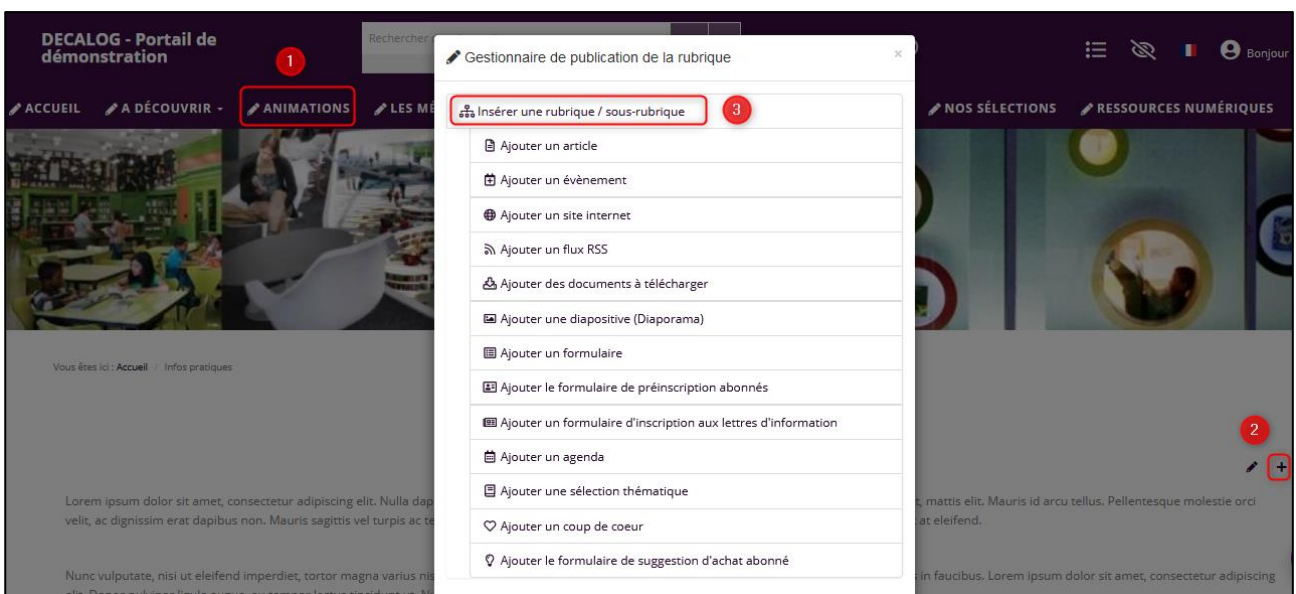 DECALOG - Portail de
démonstration
1
Rechercher
Bonjour
ACCUEIL A DÉCOUVRIR ANIMATIONS LES MÉ NOS SÉLECTIONS RESSOURCES NUMÉRIQUES
Gestionnaire de publication de la rubrique ×
Insérer une rubrique / sous-rubrique 3
Ajouter un article
Ajouter un évènement
Ajouter un site internet
Ajouter un flux RSS
Ajouter des documents à télécharger
Ajouter une diapositive (Diaporama)
Ajouter un formulaire
Ajouter le formulaire de préinscription abonnés
Ajouter un formulaire d'inscription aux lettres d'information
Ajouter un agenda
Ajouter une sélection thématique
Ajouter un coup de coeur
Ajouter le formulaire de suggestion d'achat abonné
Vous êtes ici : Accueil / Infos pratiques
2
Lorem ipsum dolor sit amet, consectetur adipiscing elit. Nulla dap t, mattis elit. Mauris id arcu tellus. Pellentesque molestie orci
velit, ac dignissim erat dapibus non. Mauris sagittis vel turpis ac te at eleifend.
Nunc vulputate, nisi ut eleifend imperdiet, tortor magna varius nis in faucibus. Lorem ipsum dolor sit amet, consectetur adipiscing